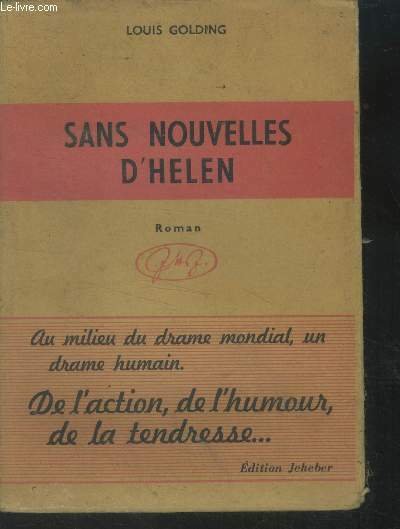 Le-livre.com
LOUIS GOLDING
SANS NOUVELLES
D'HELEN
Roman
Au milieu du drame mondial, un
drame humain.
De l'action, de l'humour,
de la tendresse...
Édition Jeheber